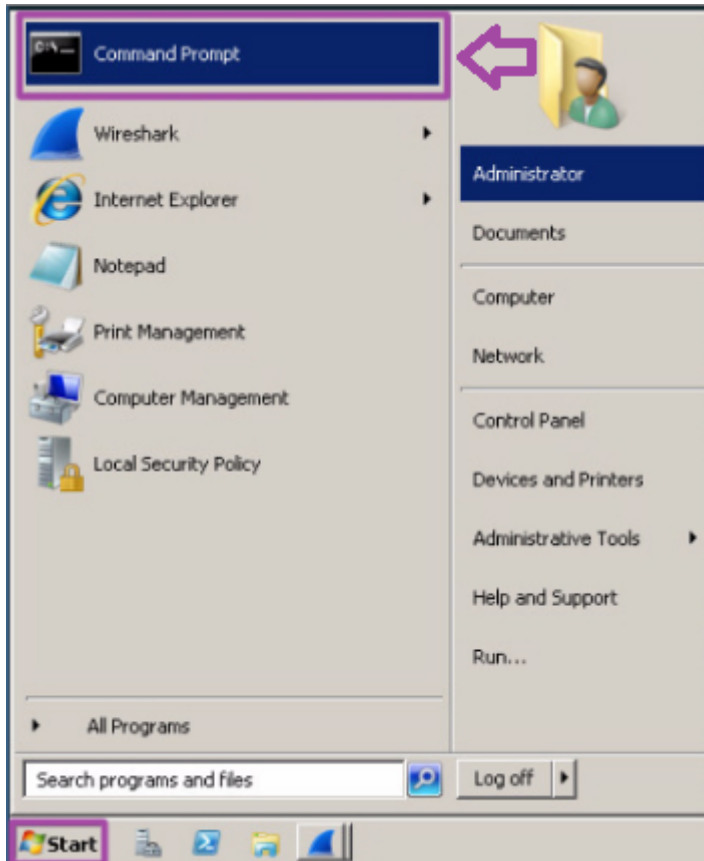 C:\_
Command Prompt
Wireshark
Internet Explorer
Notepad
Print Management
Computer Management
Local Security Policy
All Programs
Search programs and files
Administrator
Documents
Computer
Network
Control Panel
Devices and Printers
Administrative Tools
Help and Support
Run...
Log off
Start